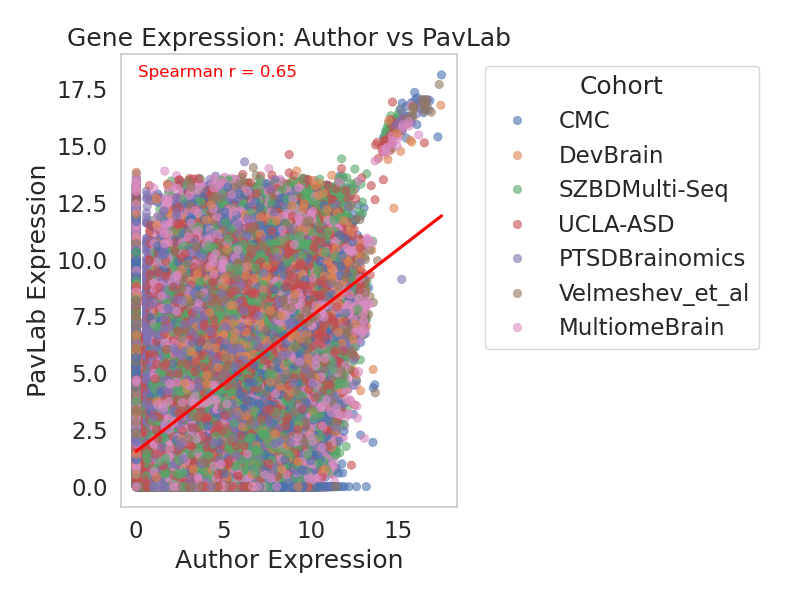 Gene Expression: Author vs PavLab
Spearman r = 0.65
17.5
15.0
12.5
10.0
7.5
5.0
2.5
0.0
PavLab Expression
0 5 10 15
Author Expression
Cohort
CMC
DevBrain
SZBDMulti-Seq
UCLA-ASD
PTSDBrainomics
Velmeshev_et_al
MultiomeBrain